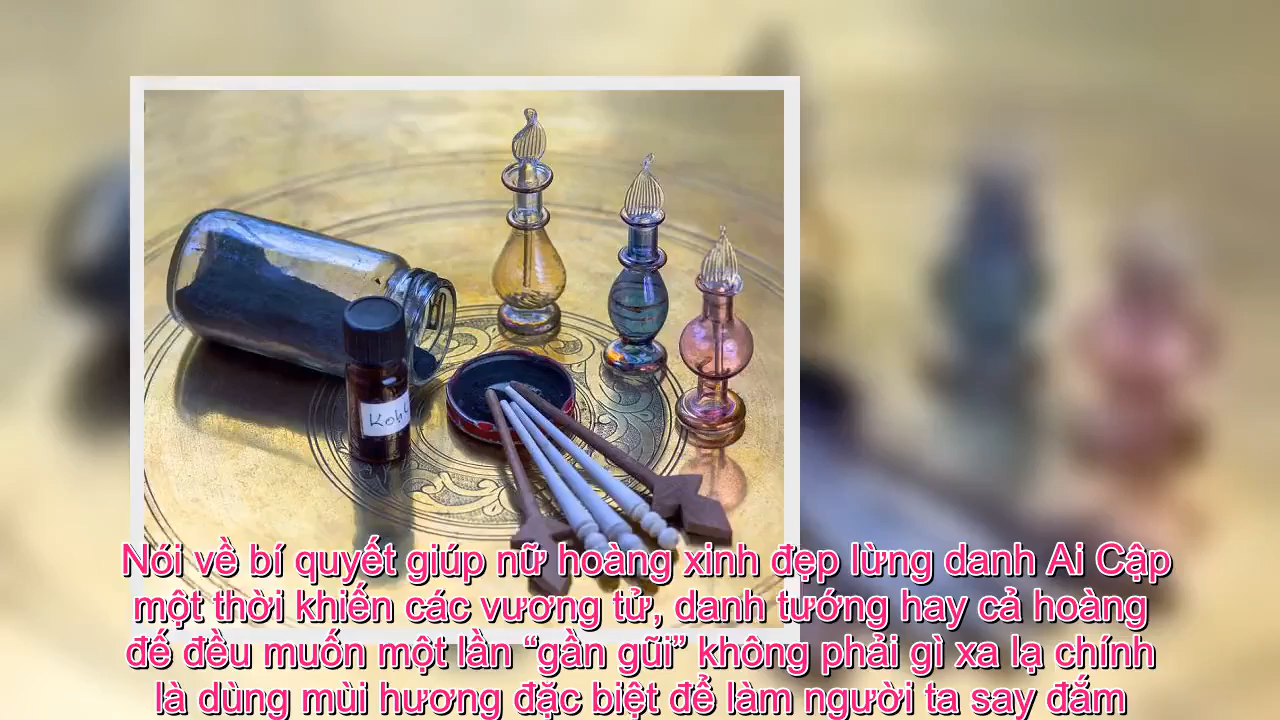 Koh
Nói về bí quyết giúp nữ hoàng xinh đẹp lừng danh Ai Cập
một thời khiến các vương tử, danh tướng hay cả hoàng
đế đều muốn một lần “gần gũi” không phải gì xa lạ chính
là dùng mùi hương đặc biệt để làm người ta say đắm